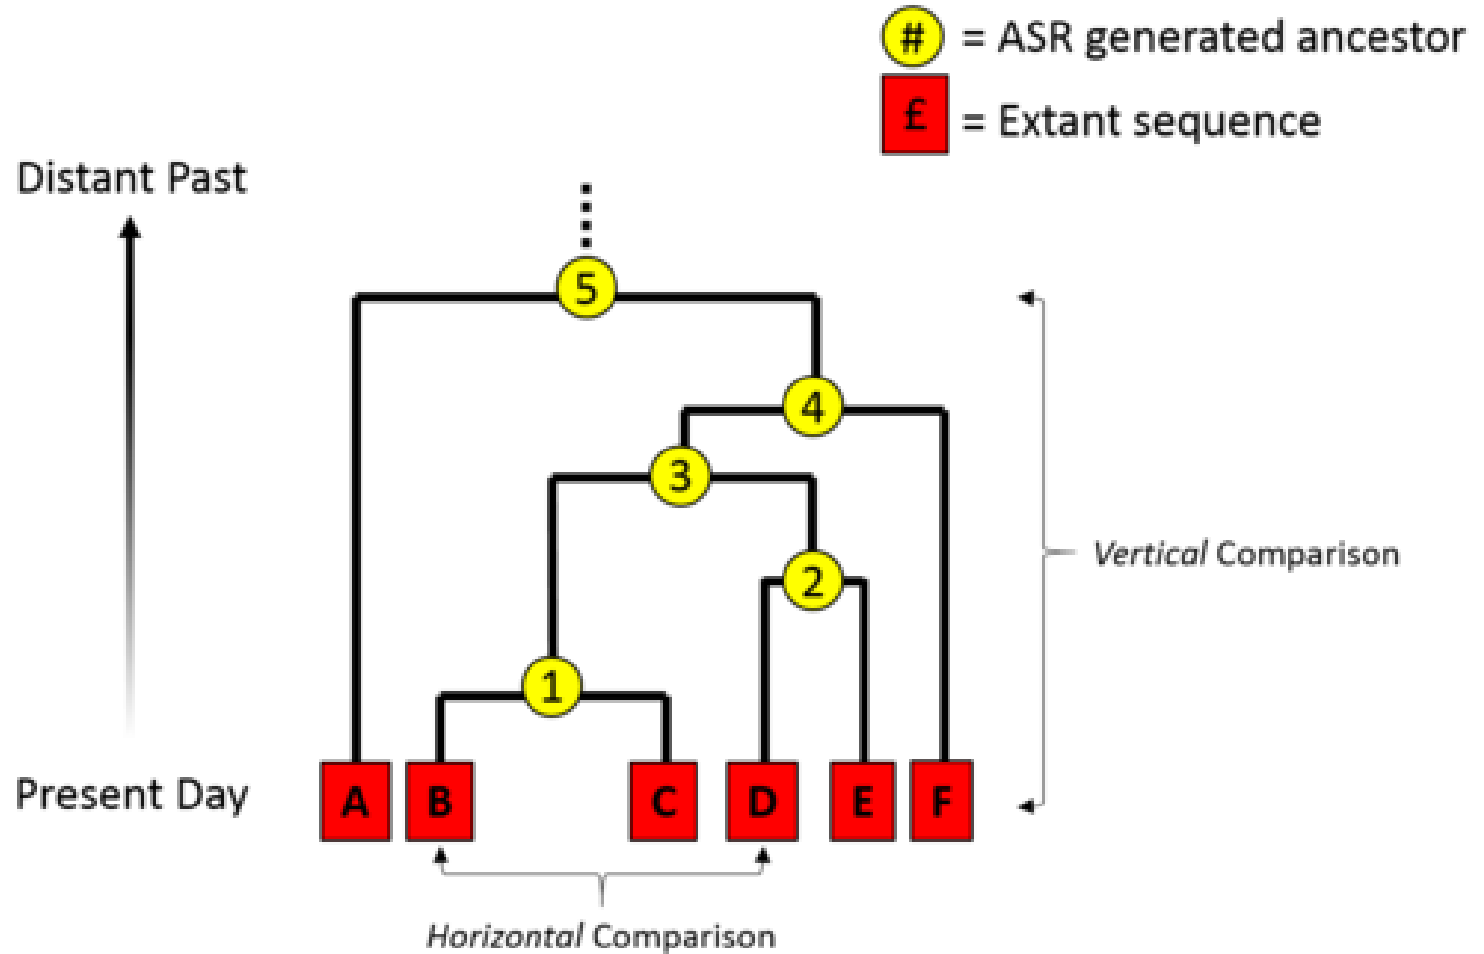 # = ASR generated ancestor
£ = Extant sequence
Distant Past
5
4
3
2
Vertical Comparison
1
Present Day
A B C D E F
Horizontal Comparison